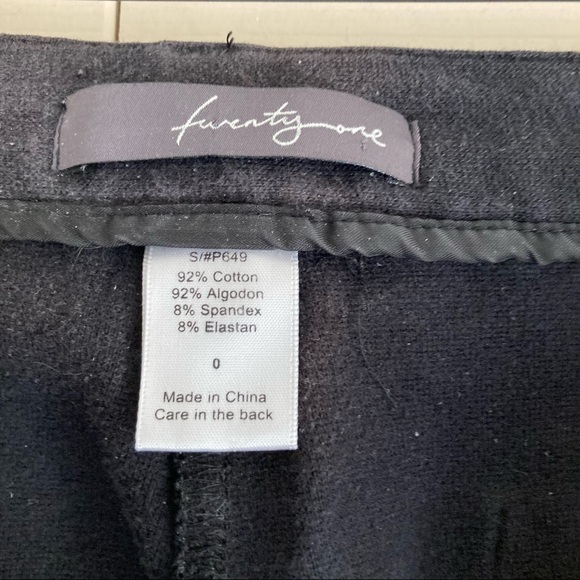 twenty one
S/#P649
92% Cotton
92% Algodon
8% Spandex
8% Elastan
0
Made in China
Care in the back